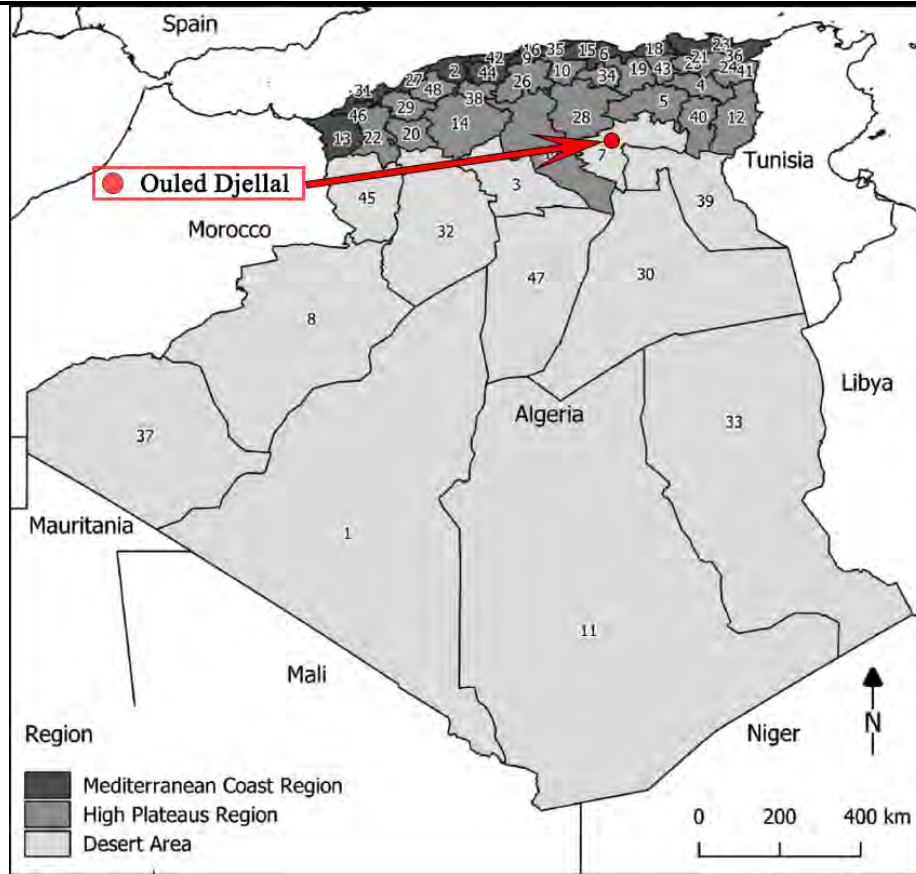 Spain
16 35 15 6 18 23
42 9 21 36
27 2 44 26 10 34 19 43 25 24 41
31 48 38 5 4
46 29 28 40 12
13 22 20 14
7
Tunisia
Ouled Djellal
3
45
39
Morocco
32
47
30
8
Libya
Algeria
33
37
Mauritania
1
11
Mali
Niger
N
Region
Mediterranean Coast Region
High Plateaus Region
Desert Area
0 200 400 km